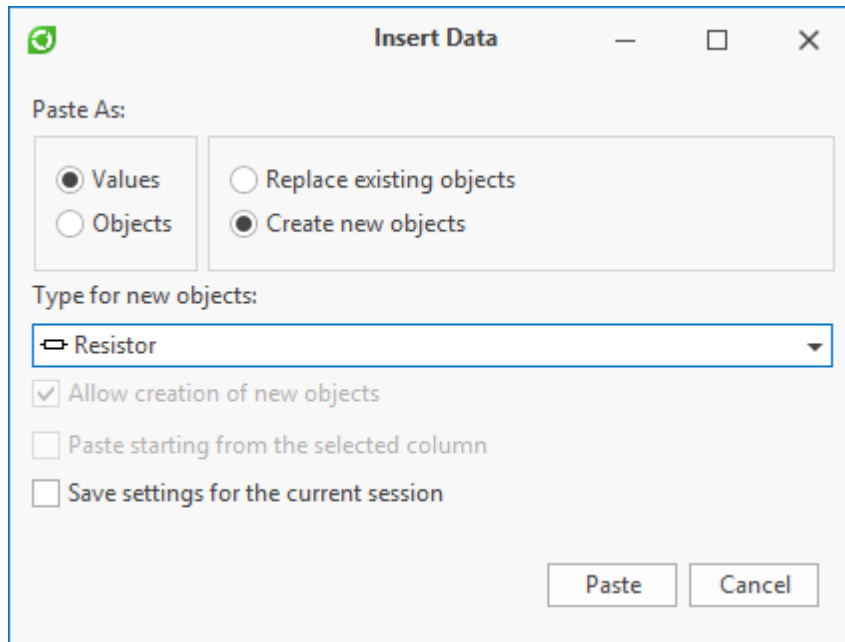 Insert Data
Paste As:
Values
Objects
Replace existing objects
Create new objects
Type for new objects:
Resistor
Allow creation of new objects
Paste starting from the selected column
Save settings for the current session
Paste Cancel